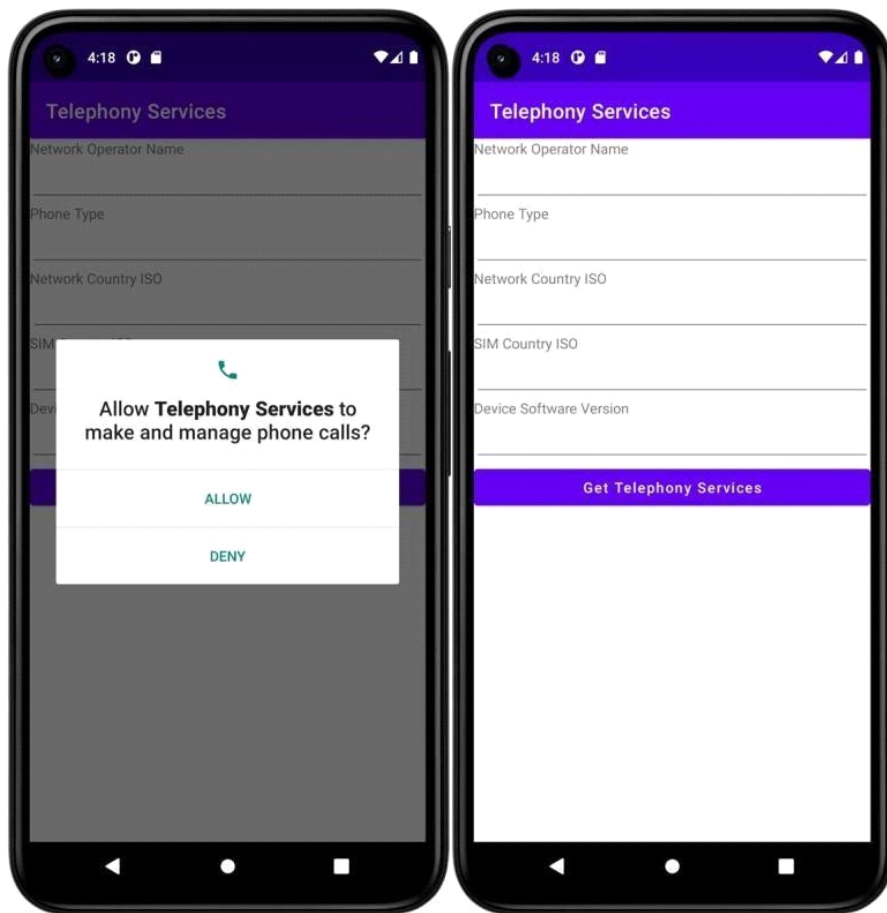 4:18
Telephony Services
Network Operator Name
Phone Type
Network Country ISO
SIM
Devi
Allow Telephony Services to
make and manage phone calls?
ALLOW
DENY
4:18
Telephony Services
Network Operator Name
Phone Type
Network Country ISO
SIM Country ISO
Device Software Version
Get Telephony Services